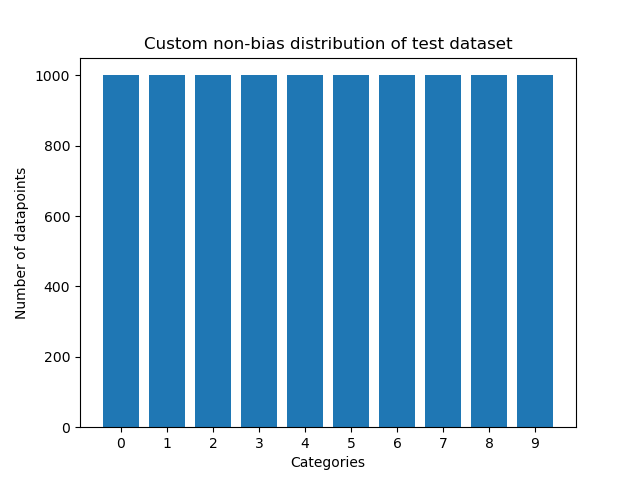 Custom non-bias distribution of test dataset
Number of datapoints
1000
800
600
400
200
0
0 1 2 3 4 5 6 7 8 9
Categories